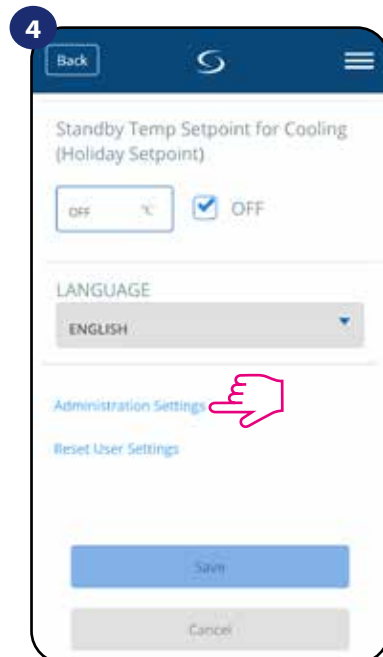 4
Back
Standby Temp Setpoint for Cooling
(Holiday Setpoint)
OFF °C OFF
LANGUAGE
ENGLISH
Administration Settings
Reset User Settings
Save
Cancel